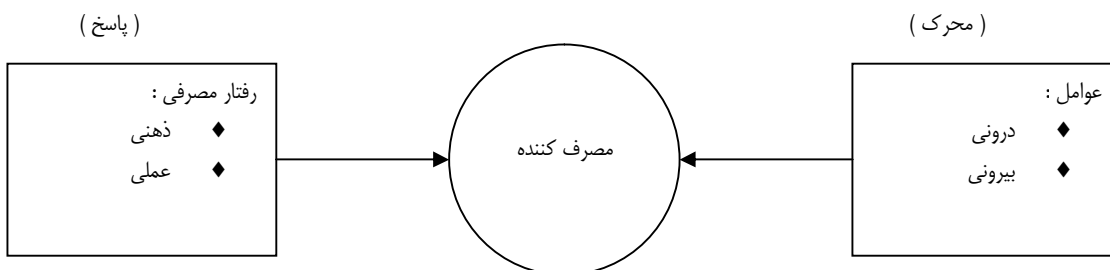 ( محرک )
عوامل :
♦ درونی
♦ بیرونی
مصرف کننده
( پاسخ )
رفتار مصرفی :
♦ ذهنی
♦ عملی